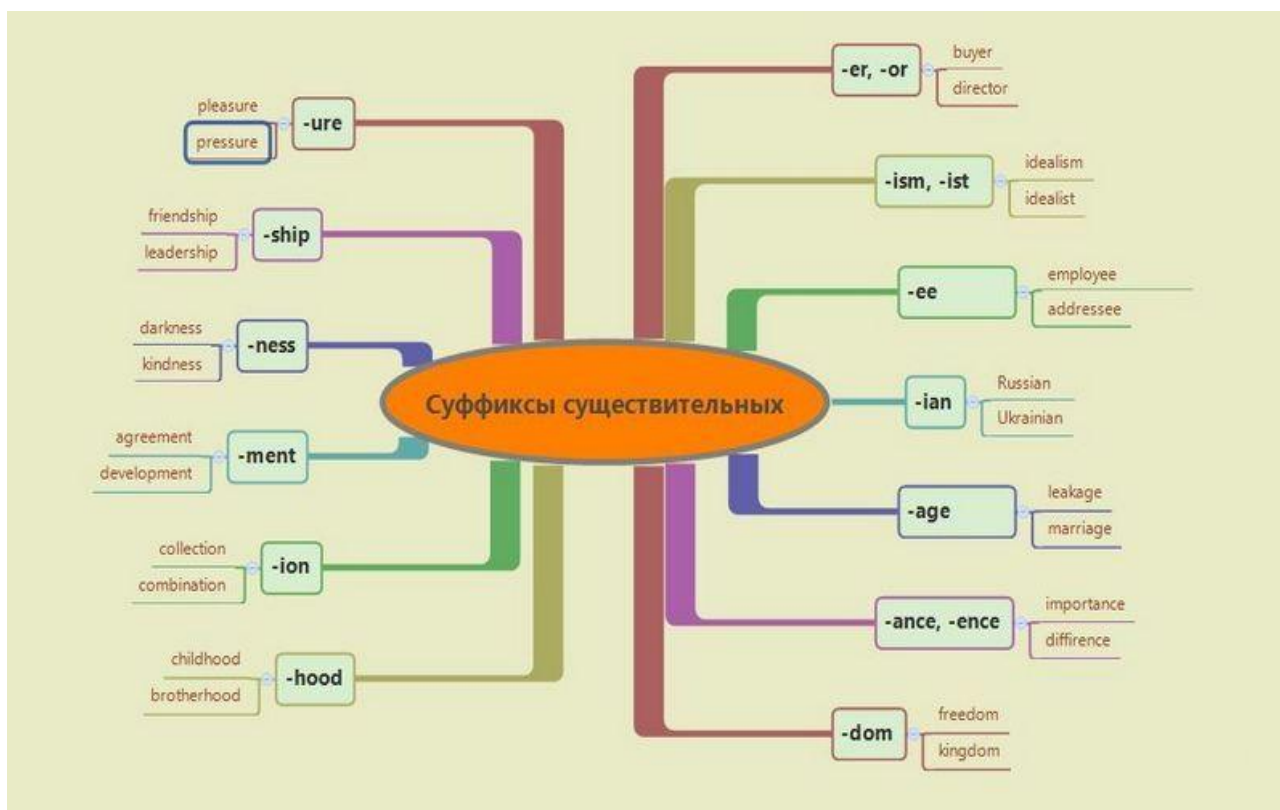 Суффиксы существительных
-ure
pleasure
pressure
-ship
friendship
leadership
-ness
darkness
kindness
-ment
agreement
development
-ion
collection
combination
-hood
childhood
brotherhood
-er, -or
buyer
director
-ism, -ist
idealism
idealist
-ee
employee
addressee
-ian
Russian
Ukrainian
-age
leakage
marriage
-ance, -ence
importance
diffirence
-dom
freedom
kingdom